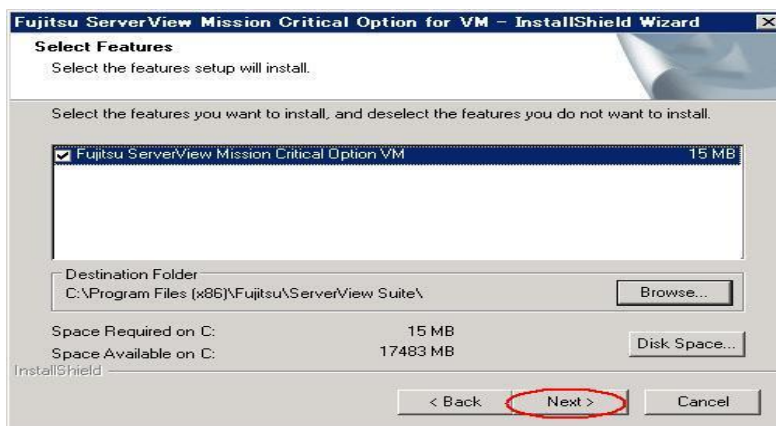 Fujitsu ServerView Mission Critical Option for VM - InstallShield Wizard
Select Features
Select the features setup will install.
Select the features you want to install, and deselect the features you do not want to install.
Fujitsu ServerView Mission Critical Option VM 15 MB
Destination Folder
C:\Program Files (x86)\Fujitsu\ServerView Suite\ Browse...
Space Required on C: 15 MB
Space Available on C: 17483 MB
Disk Space...
InstallShield
< Back Next > Cancel